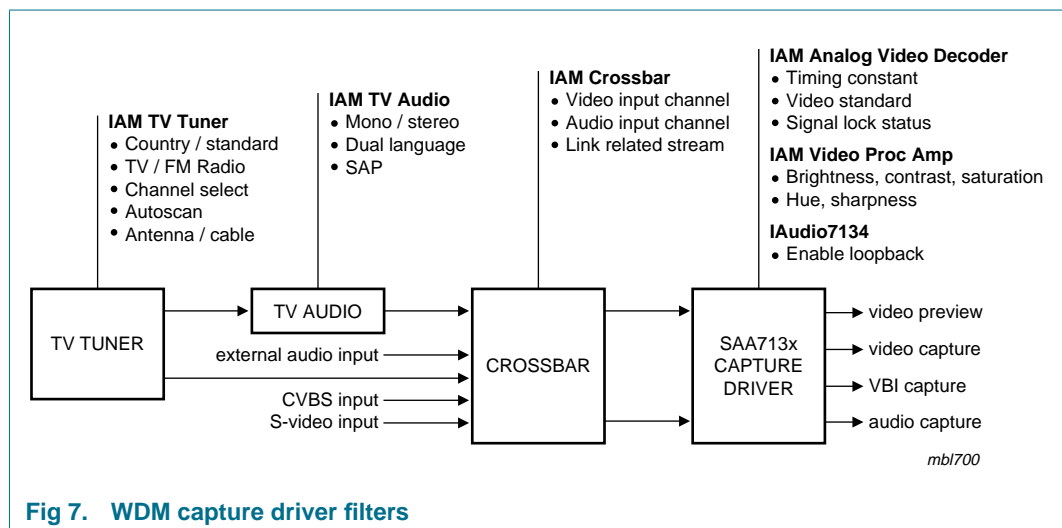 IAM TV Tuner
• Country / standard
• TV / FM Radio
• Channel select
• Autoscan
• Antenna / cable
IAM TV Audio
• Mono / stereo
• Dual language
• SAP
IAM Crossbar
• Video input channel
• Audio input channel
• Link related stream
IAM Analog Video Decoder
• Timing constant
• Video standard
• Signal lock status
IAM Video Proc Amp
• Brightness, contrast, saturation
• Hue, sharpness
IAudio7134
• Enable loopback
TV TUNER
TV AUDIO
external audio input
CVBS input
S-video input
CROSSBAR
SAA713x
CAPTURE
DRIVER
video preview
video capture
VBI capture
audio capture
mbl700
Fig 7. WDM capture driver filters